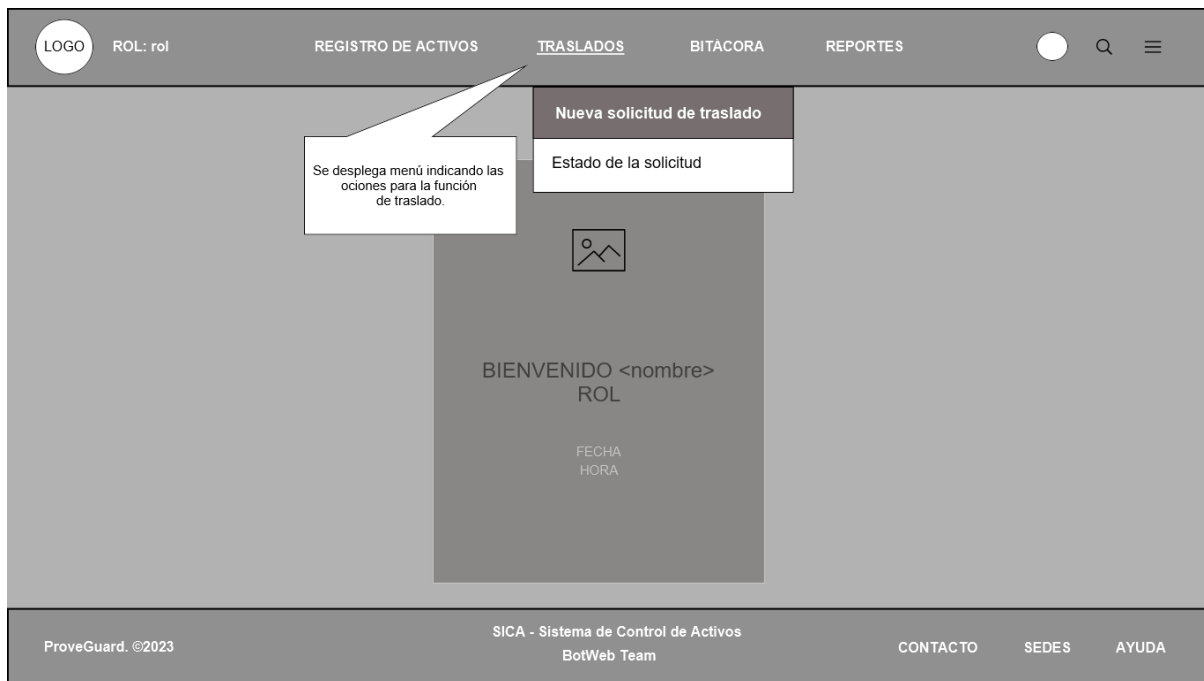 LOGO
ROL: rol
REGISTRO DE ACTIVOS
TRASLADOS
BITÀCORA
REPORTES
Nueva solicitud de traslado
Estado de la solicitud
Se desplega menú indicando las
ociones para la función
de traslado.
BIENVENIDO <nombre>
ROL
FECHA
HORA
ProveGuard. ©2023
SICA - Sistema de Control de Activos
BotWeb Team
CONTACTO
SEDES
AYUDA